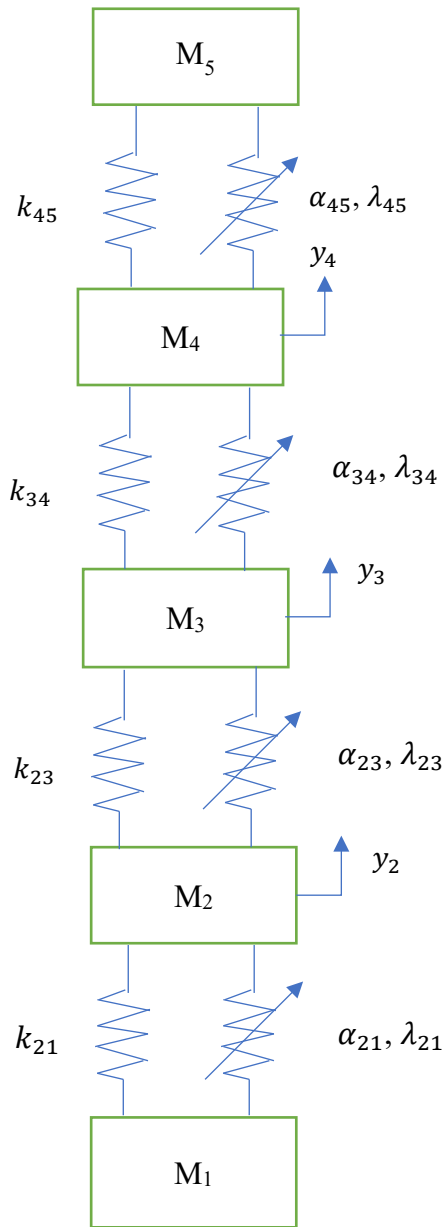 M₅
k₄₅
α₄₅, λ₄₅
y₄
M₄
k₃₄
α₃₄, λ₃₄
y₃
M₃
k₂₃
α₂₃, λ₂₃
y₂
M₂
k₂₁
α₂₁, λ₂₁
M₁